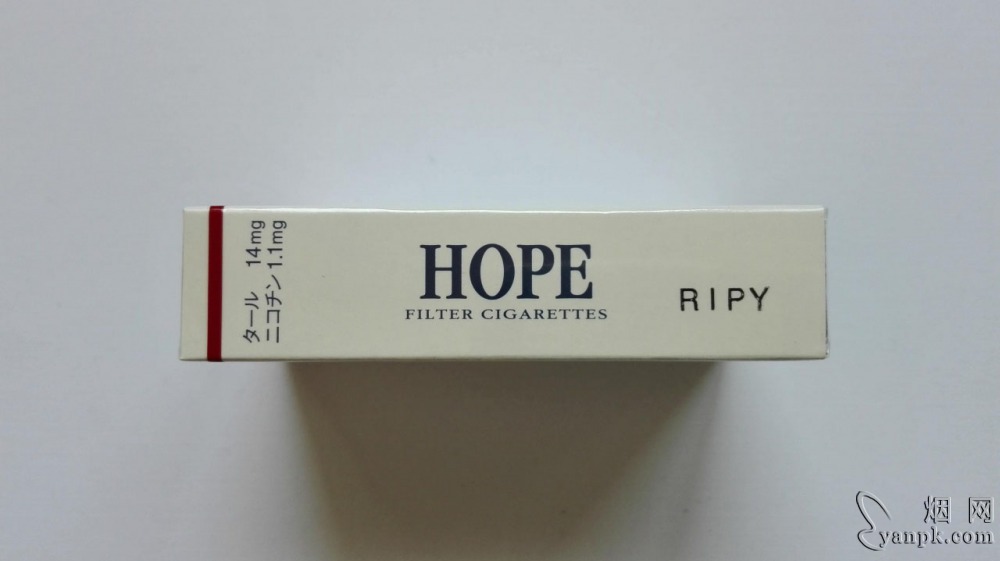 タール 14mg
ニコチン 1.1mg
HOPE
FILTER CIGARETTES
RIPY
烟网
yanpk.com